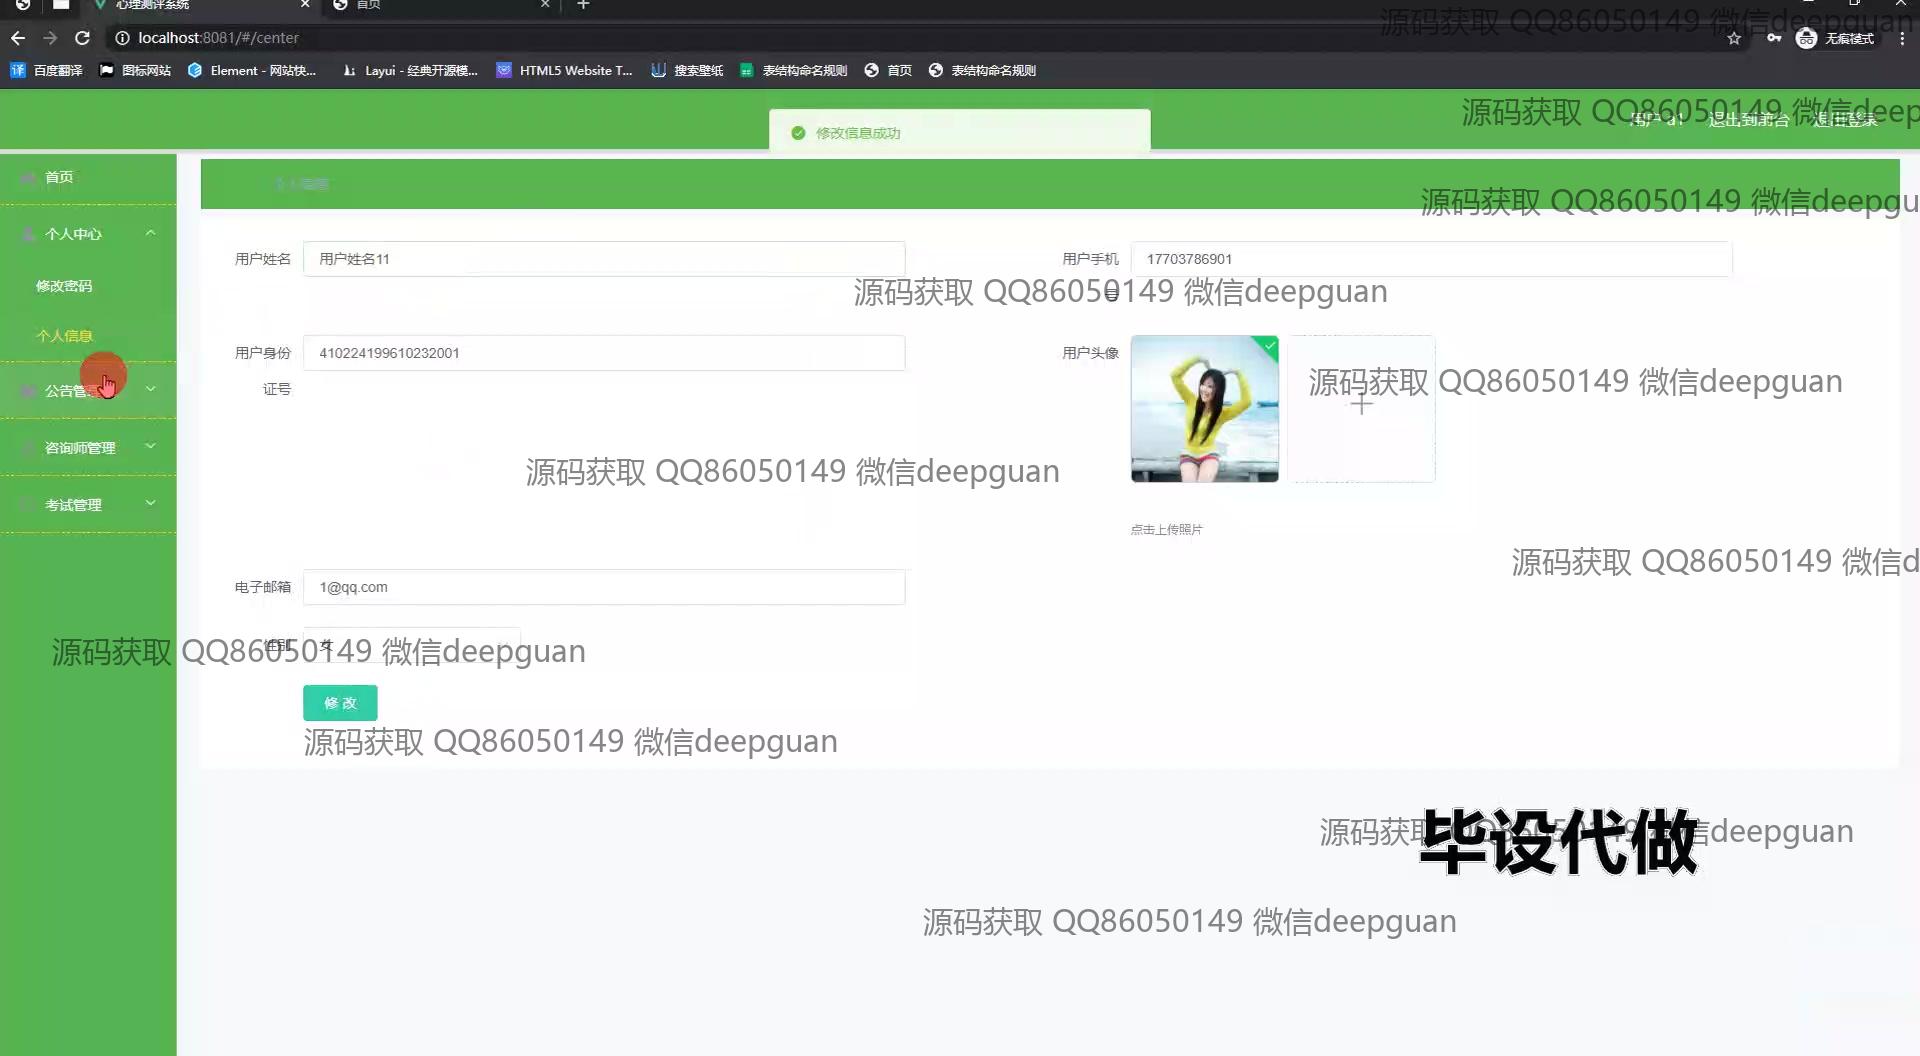 心理测评系统
首页
localhost:8081/#/center
无痕模式
百度翻译
图标网站
Element - 网站快...
Layui - 经典开源模...
HTML5 Website T...
搜索壁纸
表结构命名规则
首页
表结构命名规则
源码获取 QQ86050149 微信deepguan
源码获取 QQ86050149 微信deep
用户 a1
退出到前台
退出登录
修改信息成功
首页
个人信息
源码获取 QQ86050149 微信deepgu
个人中心
用户姓名
用户姓名11
用户手机
17703786901
修改密码
源码获取 QQ86050149 微信deepguan
个人信息
用户身份
证号
410224199610232001
用户头像
公告管理
源码获取 QQ86050149 微信deepguan
咨询师管理
源码获取 QQ86050149 微信deepguan
考试管理
点击上传照片
源码获取 QQ86050149 微信d
电子邮箱
1@qq.com
性别
女
源码获取 QQ86050149 微信deepguan
修改
源码获取 QQ86050149 微信deepguan
源码获取 QQ86050149 微信deepguan
毕设代做
源码获取 QQ86050149 微信deepguan